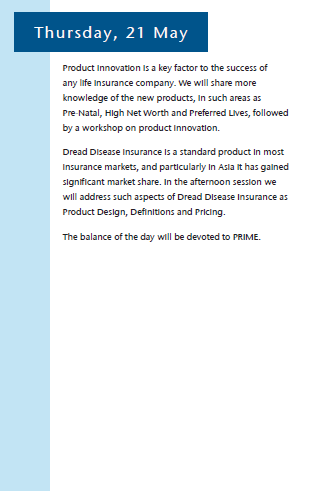 Thursday, 21 May
Product innovation is a key factor to the success of
any life insurance company. We will share more
knowledge of the new products, in such areas as
Pre-Natal, High Net Worth and Preferred Lives, followed
by a workshop on product innovation.
Dread Disease insurance is a standard product in most
insurance markets, and particularly in Asia it has gained
significant market share. In the afternoon session we
will address such aspects of Dread Disease insurance as
Product Design, Definitions and Pricing.
The balance of the day will be devoted to PRIME.